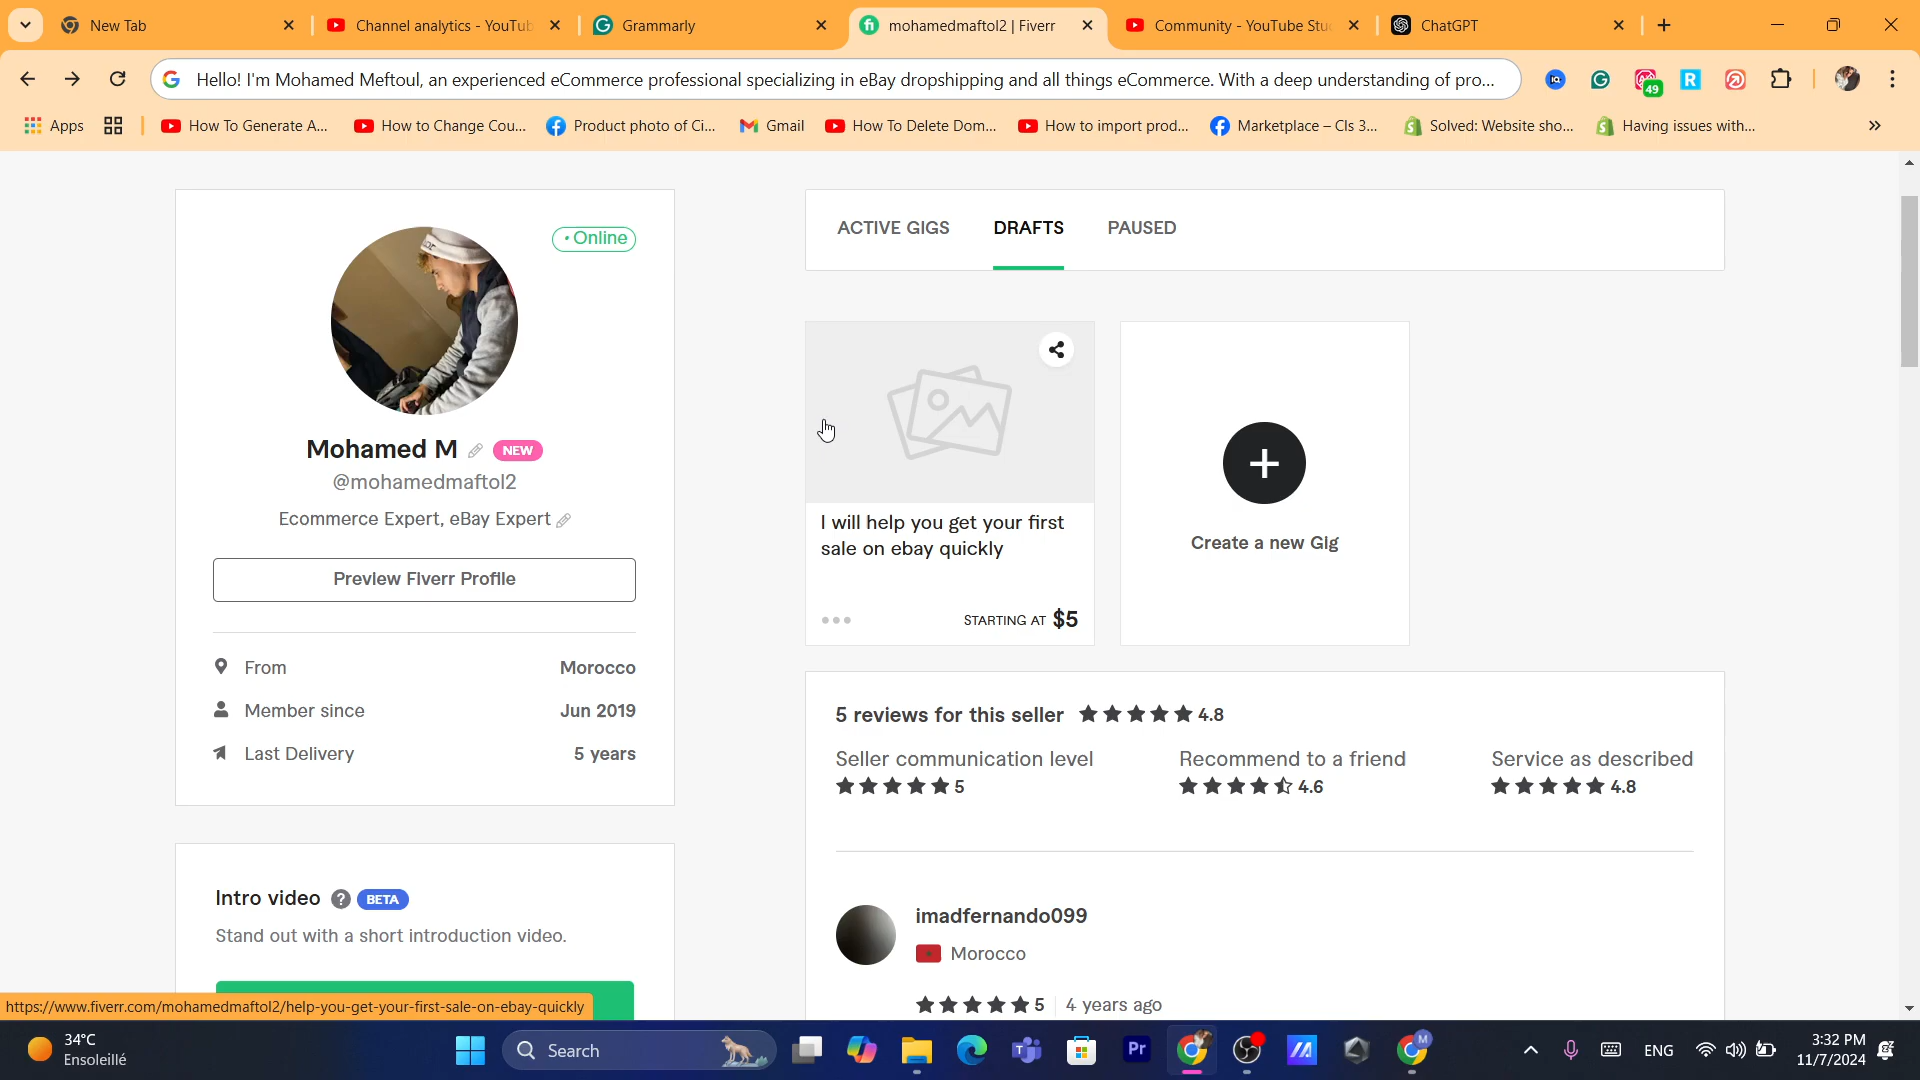 New Tab
Channel analytics - YouTub
Grammarly
mohamedmaftol2 | Fiverr
Community - YouTube Stu
ChatGPT
Hello! I'm Mohamed Meftoul, an experienced eCommerce professional specializing in eBay dropshipping and all things eCommerce. With a deep understanding of pro...
49
Apps
How To Generate A...
How to Change Cou...
Product photo of Ci...
Gmail
How To Delete Dom...
How to import prod...
Marketplace – Cls 3...
Solved: Website sho...
Having issues with...
»
• Online
Mohamed M NEW
@mohamedmaftol2
Ecommerce Expert, eBay Expert
Preview Fiverr Profile
From Morocco
Member since Jun 2019
Last Delivery 5 years
Intro video ? BETA
Stand out with a short introduction video.
ACTIVE GIGS DRAFTS PAUSED
I will help you get your first
sale on ebay quickly
STARTING AT $5
Create a new Gig
5 reviews for this seller 4.8
Seller communication level
5
Recommend to a friend
4.6
Service as described
4.8
imadfernando099
Morocco
5 4 years ago
https://www.fiverr.com/mohamedmaftol2/help-you-get-your-first-sale-on-ebay-quickly
34°C
Ensoleillé
Search
Pr
M
ENG
3:32 PM
11/7/2024